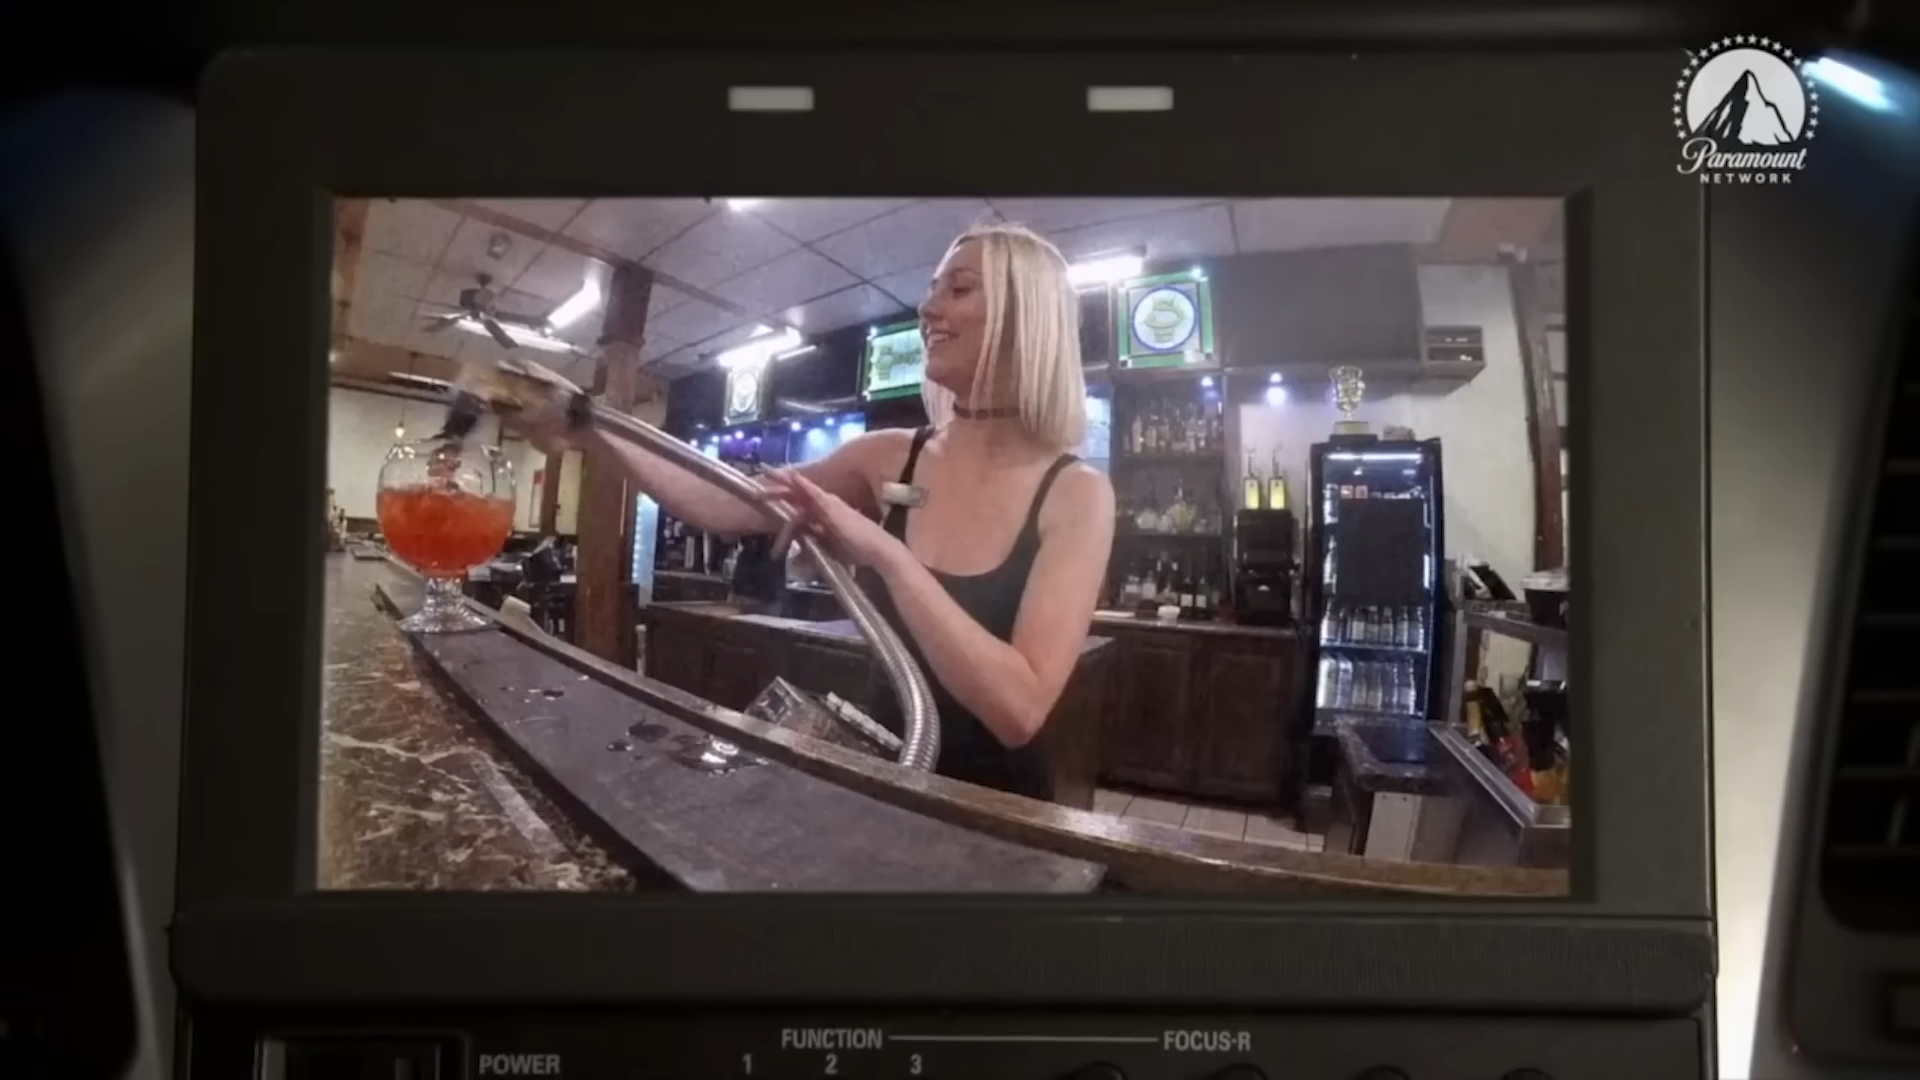 Paramount
NETWORK
FUNCTION
FOCUS-R
POWER
1 2 3